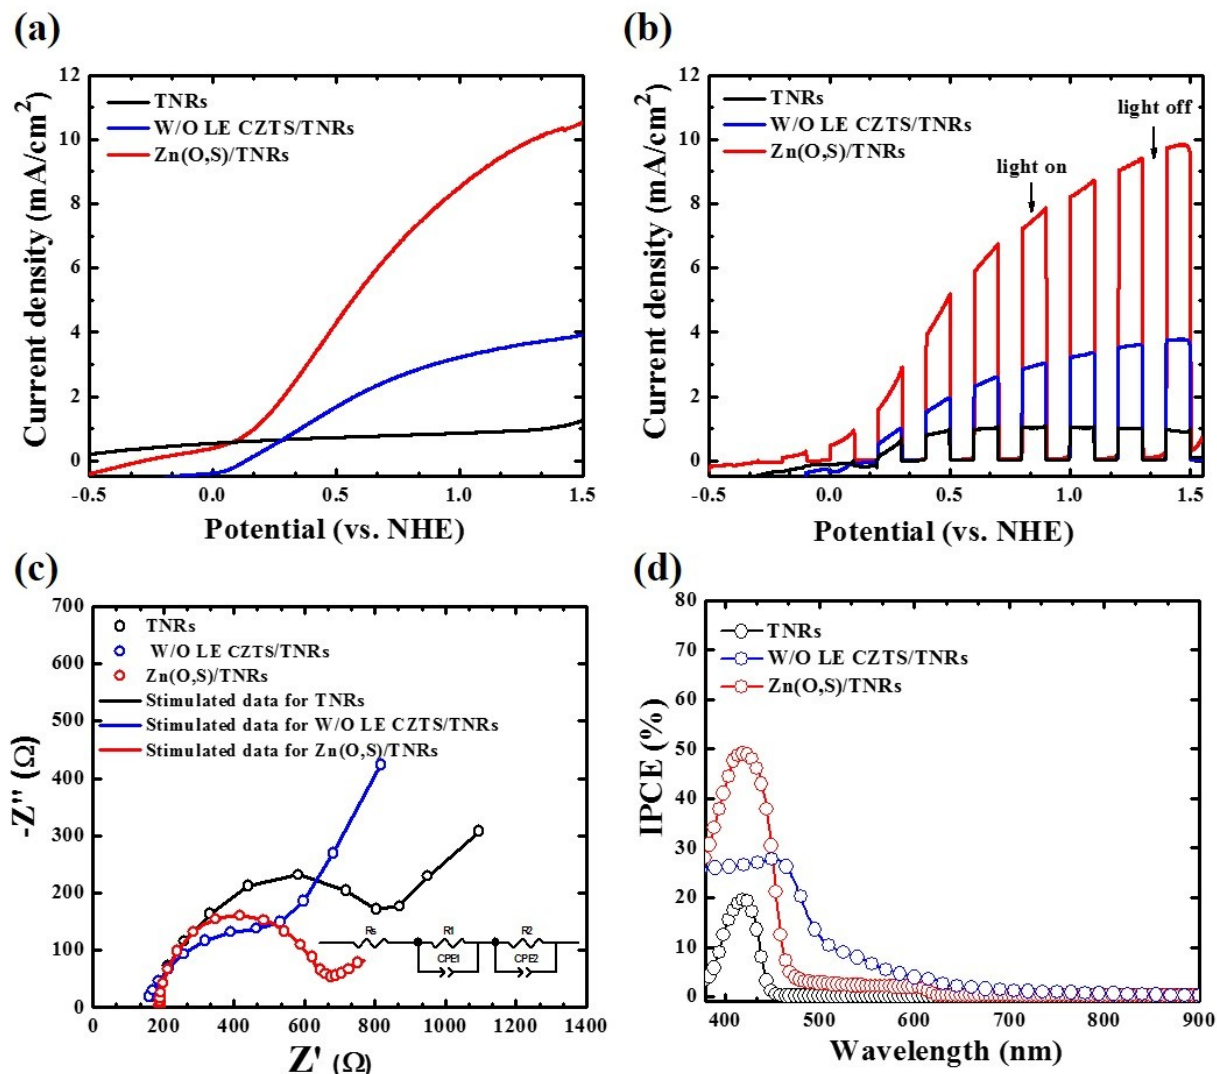 (a)
12
10
8
6
4
2
0
-0.5
0.0
0.5
1.0
1.5
Current density (mA/cm2)
Potential (vs. NHE)
TNRs
W/O LE CZTS/TNRs
Zn(O,S)/TNRs
(b)
12
10
8
6
4
2
0
-0.5
0.0
0.5
1.0
1.5
Current density (mA/cm2)
Potential (vs. NHE)
TNRs
W/O LE CZTS/TNRs
Zn(O,S)/TNRs
light on
light off
(c)
700
600
500
400
300
200
100
0
0
200
400
600
800
1000
1200
1400
-Z'' (Ω)
Z' (Ω)
TNRs
W/O LE CZTS/TNRs
Zn(O,S)/TNRs
Stimulated data for TNRs
Stimulated data for W/O LE CZTS/TNRs
Stimulated data for Zn(O,S)/TNRs
Rs
R1
R2
CPE1
CPE2
(d)
80
70
60
50
40
30
20
10
0
400
500
600
700
800
900
IPCE (%)
Wavelength (nm)
TNRs
W/O LE CZTS/TNRs
Zn(O,S)/TNRs